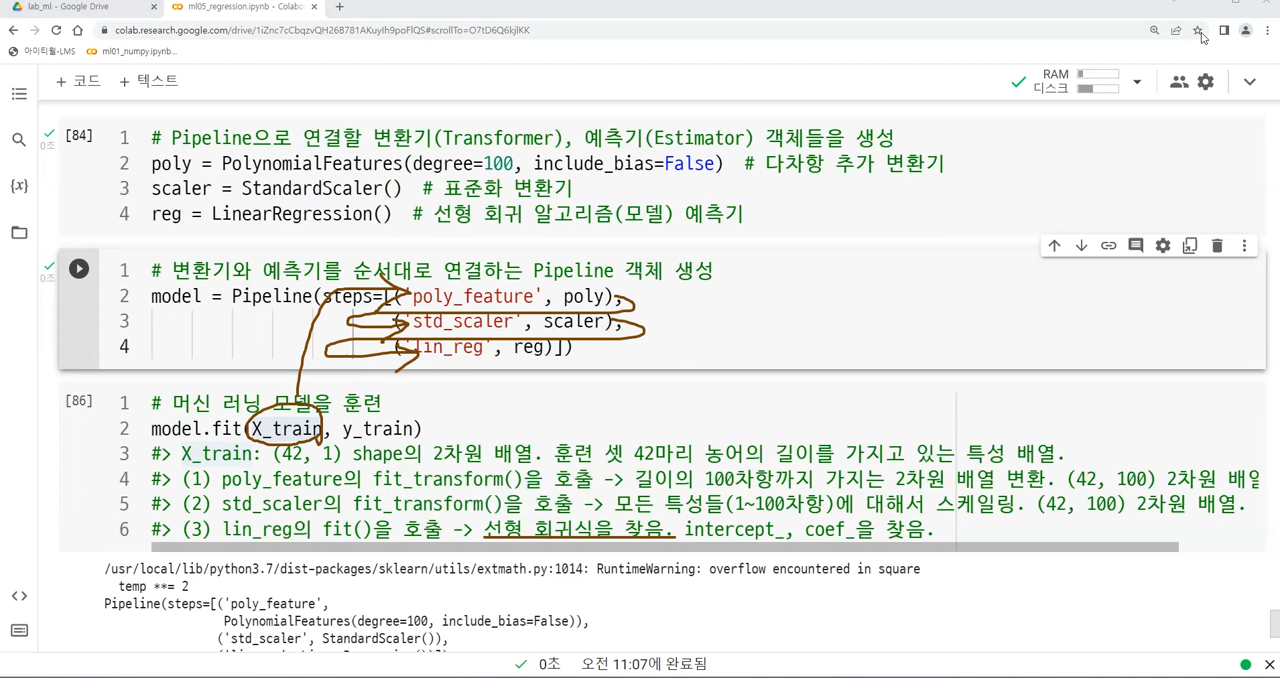 lab_ml - Google Drive
ml05_regression.ipynb - Colabo
colab.research.google.com/drive/1iZnc7cCbqzvQH26B781AKuyIh9poFlQS#scrollTo=O7tD6Q6kjlKK
아이티윌-LMS
ml01_numpy.ipynb...
+ 코드 + 텍스트
RAM
디스크
[84]
0초
1 # Pipeline으로 연결할 변환기(Transformer), 예측기(Estimator) 객체들을 생성
2 poly = PolynomialFeatures(degree=100, include_bias=False) # 다차항 추가 변환기
3 scaler = StandardScaler() # 표준화 변환기
4 reg = LinearRegression() # 선형 회귀 알고리즘(모델) 예측기
0초
1 # 변환기와 예측기를 순서대로 연결하는 Pipeline 객체 생성
2 model = Pipeline(steps=[('poly_feature', poly),
3 ('std_scaler', scaler),
4 ('lin_reg', reg)])
[86]
1 # 머신 러닝 모델을 훈련
2 model.fit(X_train, y_train)
3 #> X_train: (42, 1) shape의 2차원 배열. 훈련 셋 42마리 농어의 길이를 가지고 있는 특성 배열.
4 #> (1) poly_feature의 fit_transform()을 호출 -> 길이의 100차항까지 가지는 2차원 배열 변환. (42, 100) 2차원 배열
5 #> (2) std_scaler의 fit_transform()을 호출 -> 모든 특성들(1~100차항)에 대해서 스케일링. (42, 100) 2차원 배열.
6 #> (3) lin_reg의 fit()을 호출 -> 선형 회귀식을 찾음. intercept_, coef_을 찾음.
/usr/local/lib/python3.7/dist-packages/sklearn/utils/extmath.py:1014: RuntimeWarning: overflow encountered in square
temp **= 2
Pipeline(steps=[('poly_feature',
PolynomialFeatures(degree=100, include_bias=False)),
('std_scaler', StandardScaler()),
0초 오전 11:07에 완료됨